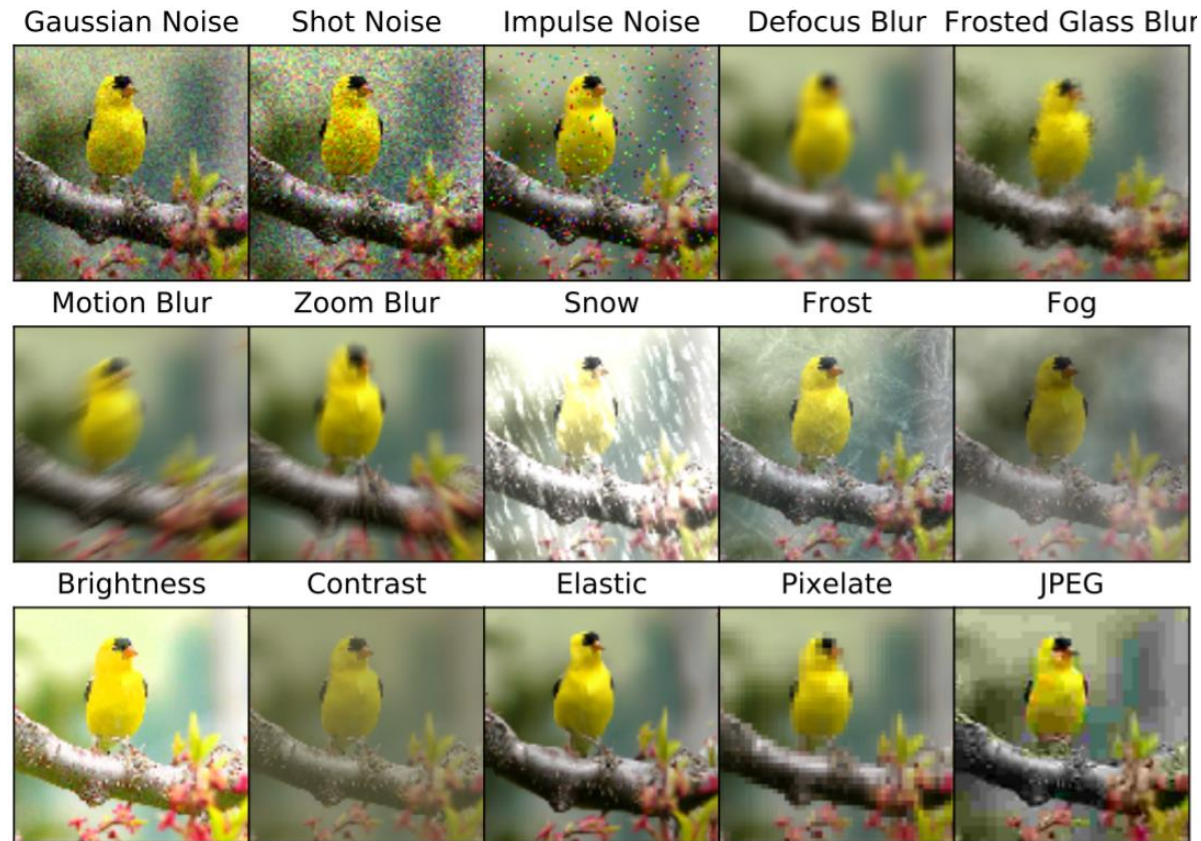 Gaussian Noise Shot Noise Impulse Noise Defocus Blur Frosted Glass Blur
Motion Blur Zoom Blur Snow Frost Fog
Brightness Contrast Elastic Pixelate JPEG